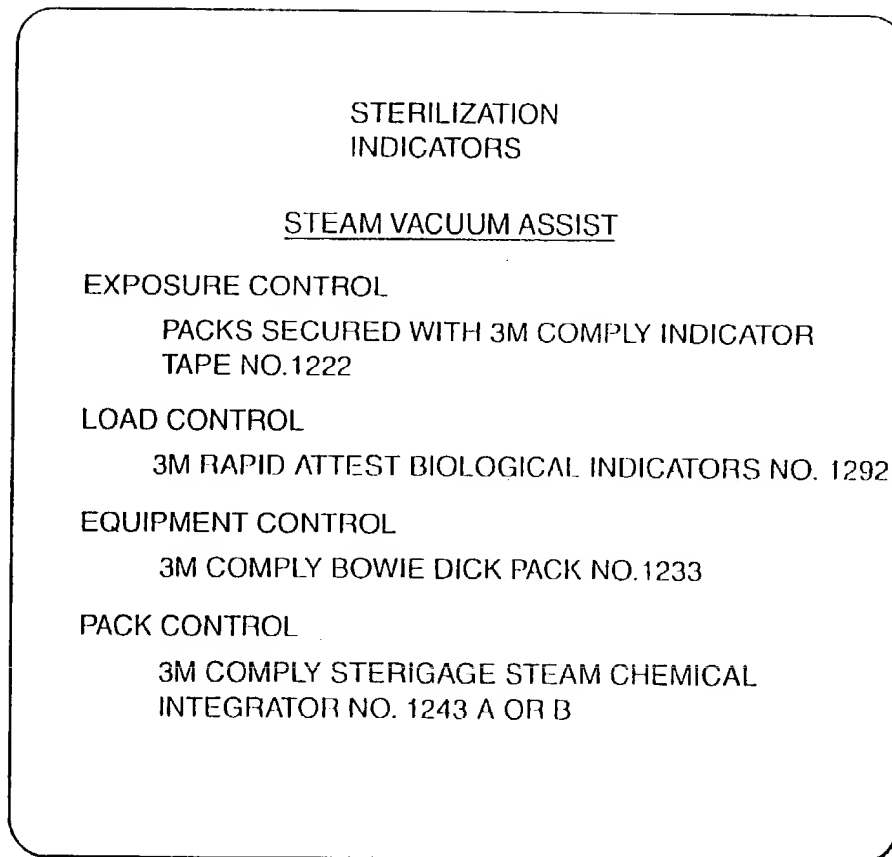 STERILIZATION
INDICATORS
STEAM VACUUM ASSIST
EXPOSURE CONTROL
PACKS SECURED WITH 3M COMPLY INDICATOR
TAPE NO.1222
LOAD CONTROL
3M RAPID ATTEST BIOLOGICAL INDICATORS NO. 1292
EQUIPMENT CONTROL
3M COMPLY BOWIE DICK PACK NO.1233
PACK CONTROL
3M COMPLY STERIGAGE STEAM CHEMICAL
INTEGRATOR NO. 1243 A OR B